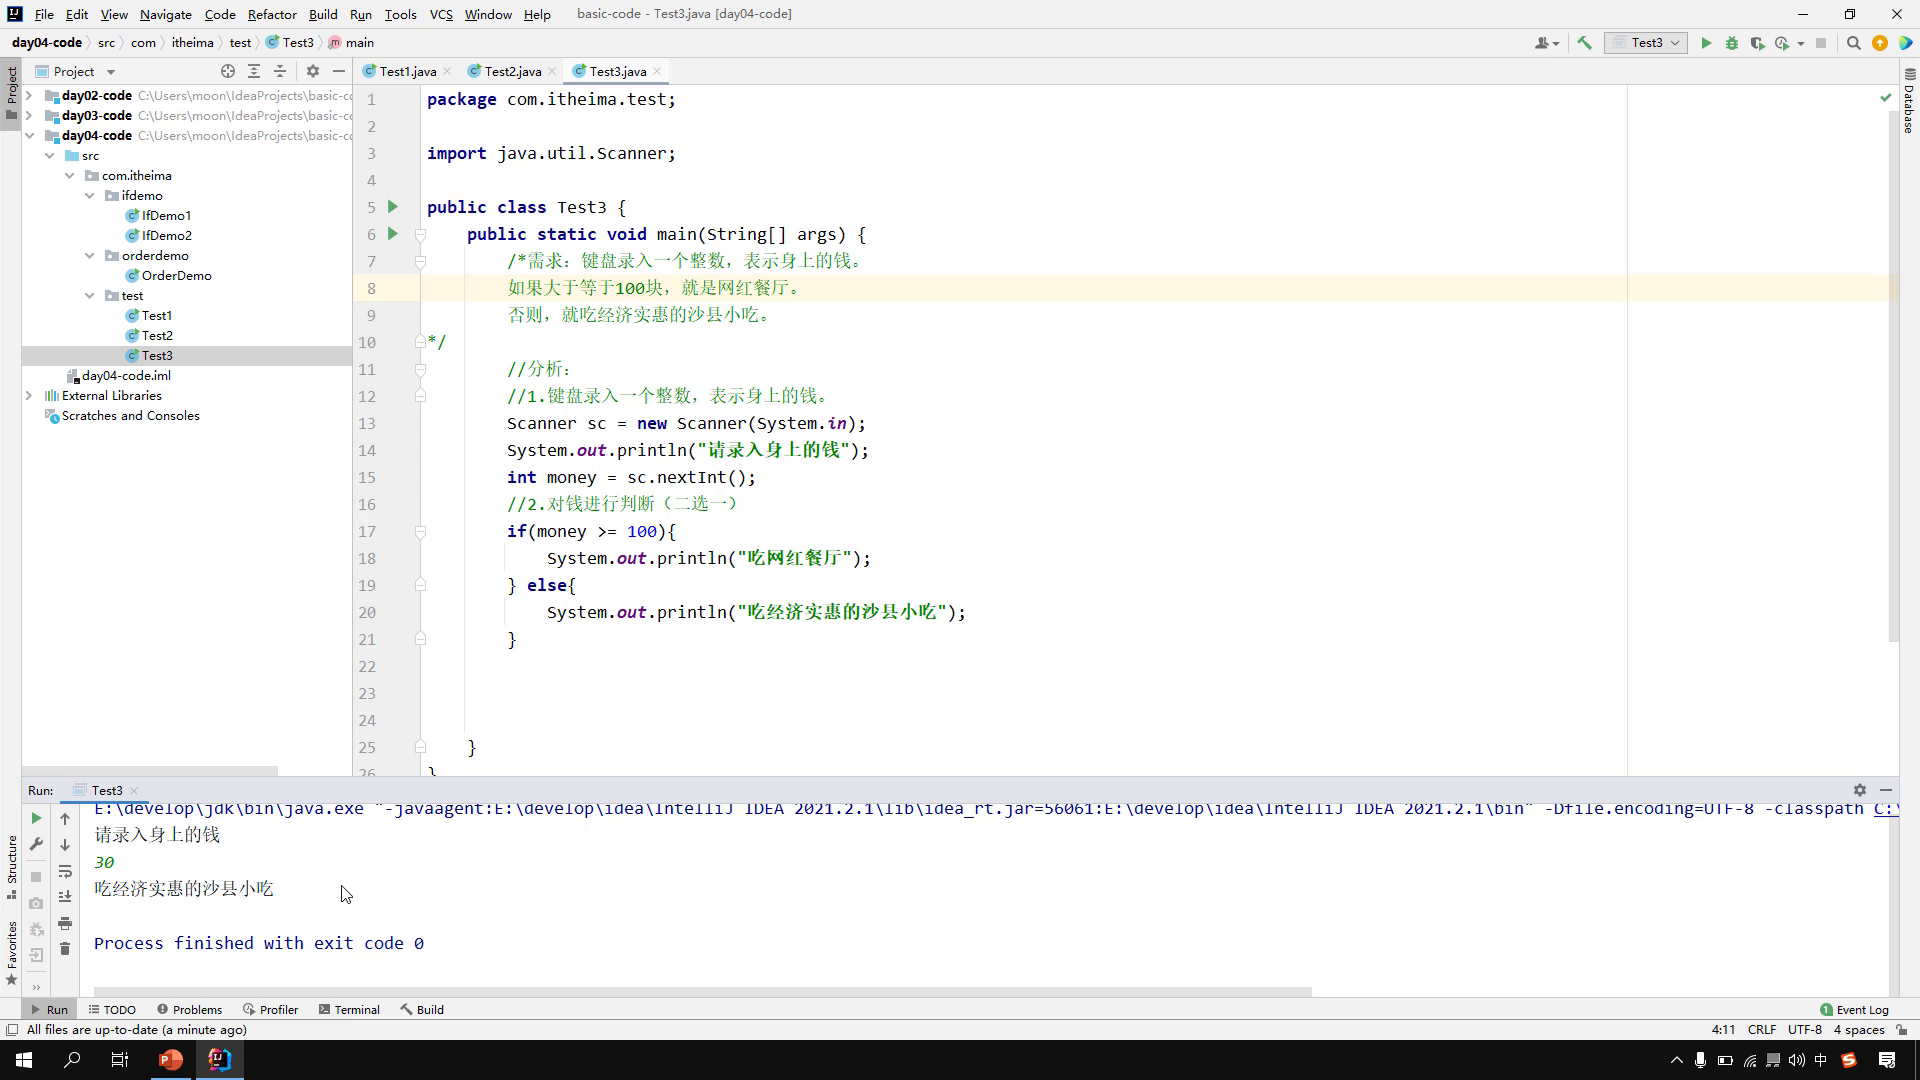 File Edit View Navigate Code Refactor Build Run Tools VCS Window Help basic-code - Test3.java [day04-code]
day04-code src com itheima test Test3 main Test3
Project Test1.java Test2.java Test3.java
day02-code C:\Users\moon\IdeaProjects\basic-c
day03-code C:\Users\moon\IdeaProjects\basic-c
day04-code C:\Users\moon\IdeaProjects\basic-c
src
com.itheima
ifdemo
IfDemo1
IfDemo2
orderdemo
OrderDemo
test
Test1
Test2
Test3
day04-code.iml
External Libraries
Scratches and Consoles
1 package com.itheima.test;
2
3 import java.util.Scanner;
4
5 public class Test3 {
6 public static void main(String[] args) {
7 /*需求：键盘录入一个整数，表示身上的钱。
8 如果大于等于100块，就是网红餐厅。
9 否则，就吃经济实惠的沙县小吃。
10 */
11 //分析：
12 //1.键盘录入一个整数，表示身上的钱。
13 Scanner sc = new Scanner(System.in);
14 System.out.println("请录入身上的钱");
15 int money = sc.nextInt();
16 //2.对钱进行判断（二选一）
17 if(money >= 100){
18 System.out.println("吃网红餐厅");
19 } else{
20 System.out.println("吃经济实惠的沙县小吃");
21 }
22
23
24
25 }
26 }
Project
Database
Structure
Favorites
Run: Test3
E:\develop\jdk\bin\java.exe "-javaagent:E:\develop\idea\IntelliJ IDEA 2021.2.1\lib\idea_rt.jar=56061:E:\develop\idea\IntelliJ IDEA 2021.2.1\bin" -Dfile.encoding=UTF-8 -classpath C:\
请录入身上的钱
30
吃经济实惠的沙县小吃
Process finished with exit code 0
Run TODO Problems Profiler Terminal Build 1 Event Log
All files are up-to-date (a minute ago) 4:11 CRLF UTF-8 4 spaces
中